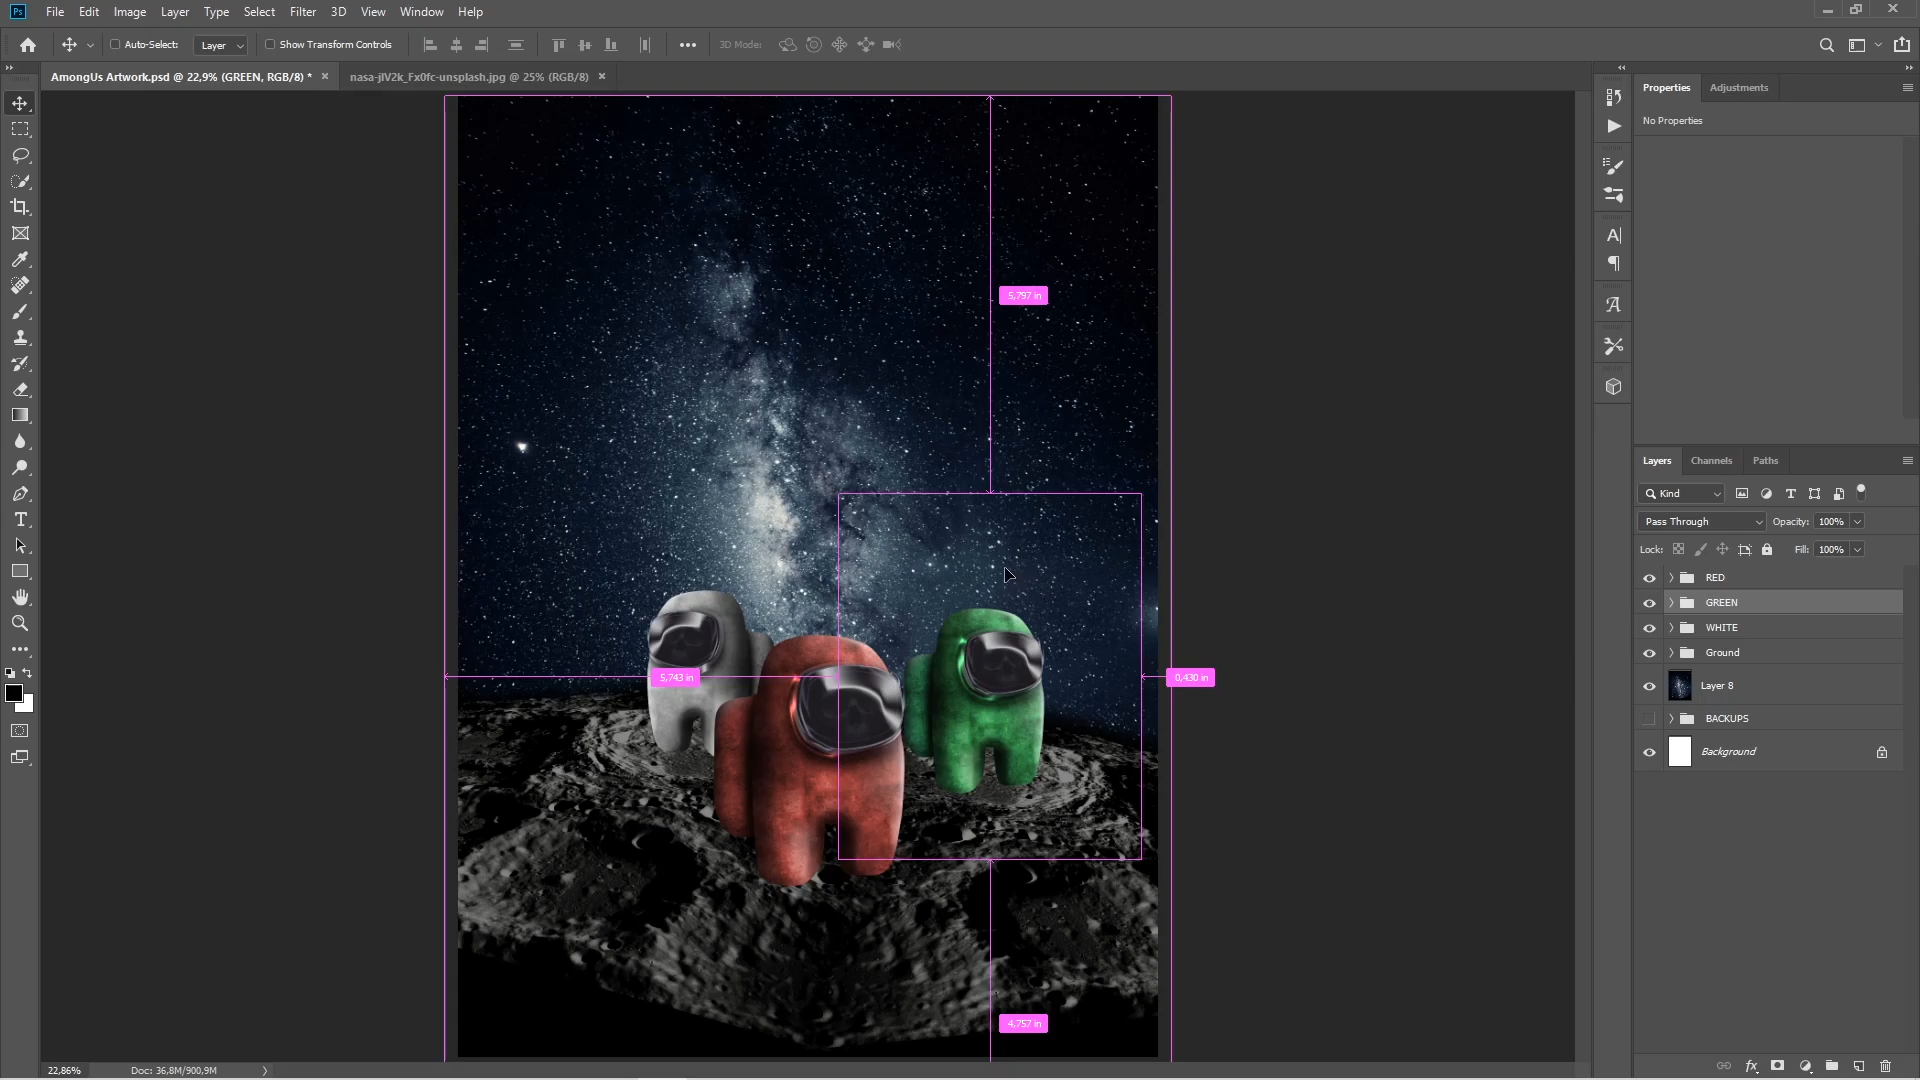 Ps File Edit Image Layer Type Select Filter 3D View Window Help
Auto-Select: Layer Show Transform Controls 3D Mode:
AmongUs Artwork.psd @ 22,9% (GREEN, RGB/8) * × nasa-jIV2k_Fx0fc-unsplash.jpg @ 25% (RGB/8) ×
Properties Adjustments
No Properties
5,797 in
5,743 in
0,430 in
4,757 in
Layers Channels Paths
Kind
Pass Through Opacity: 100%
Lock: Fill: 100%
RED
GREEN
WHITE
Ground
Layer 8
BACKUPS
Background
22,86% Doc: 36,8M/900,9M